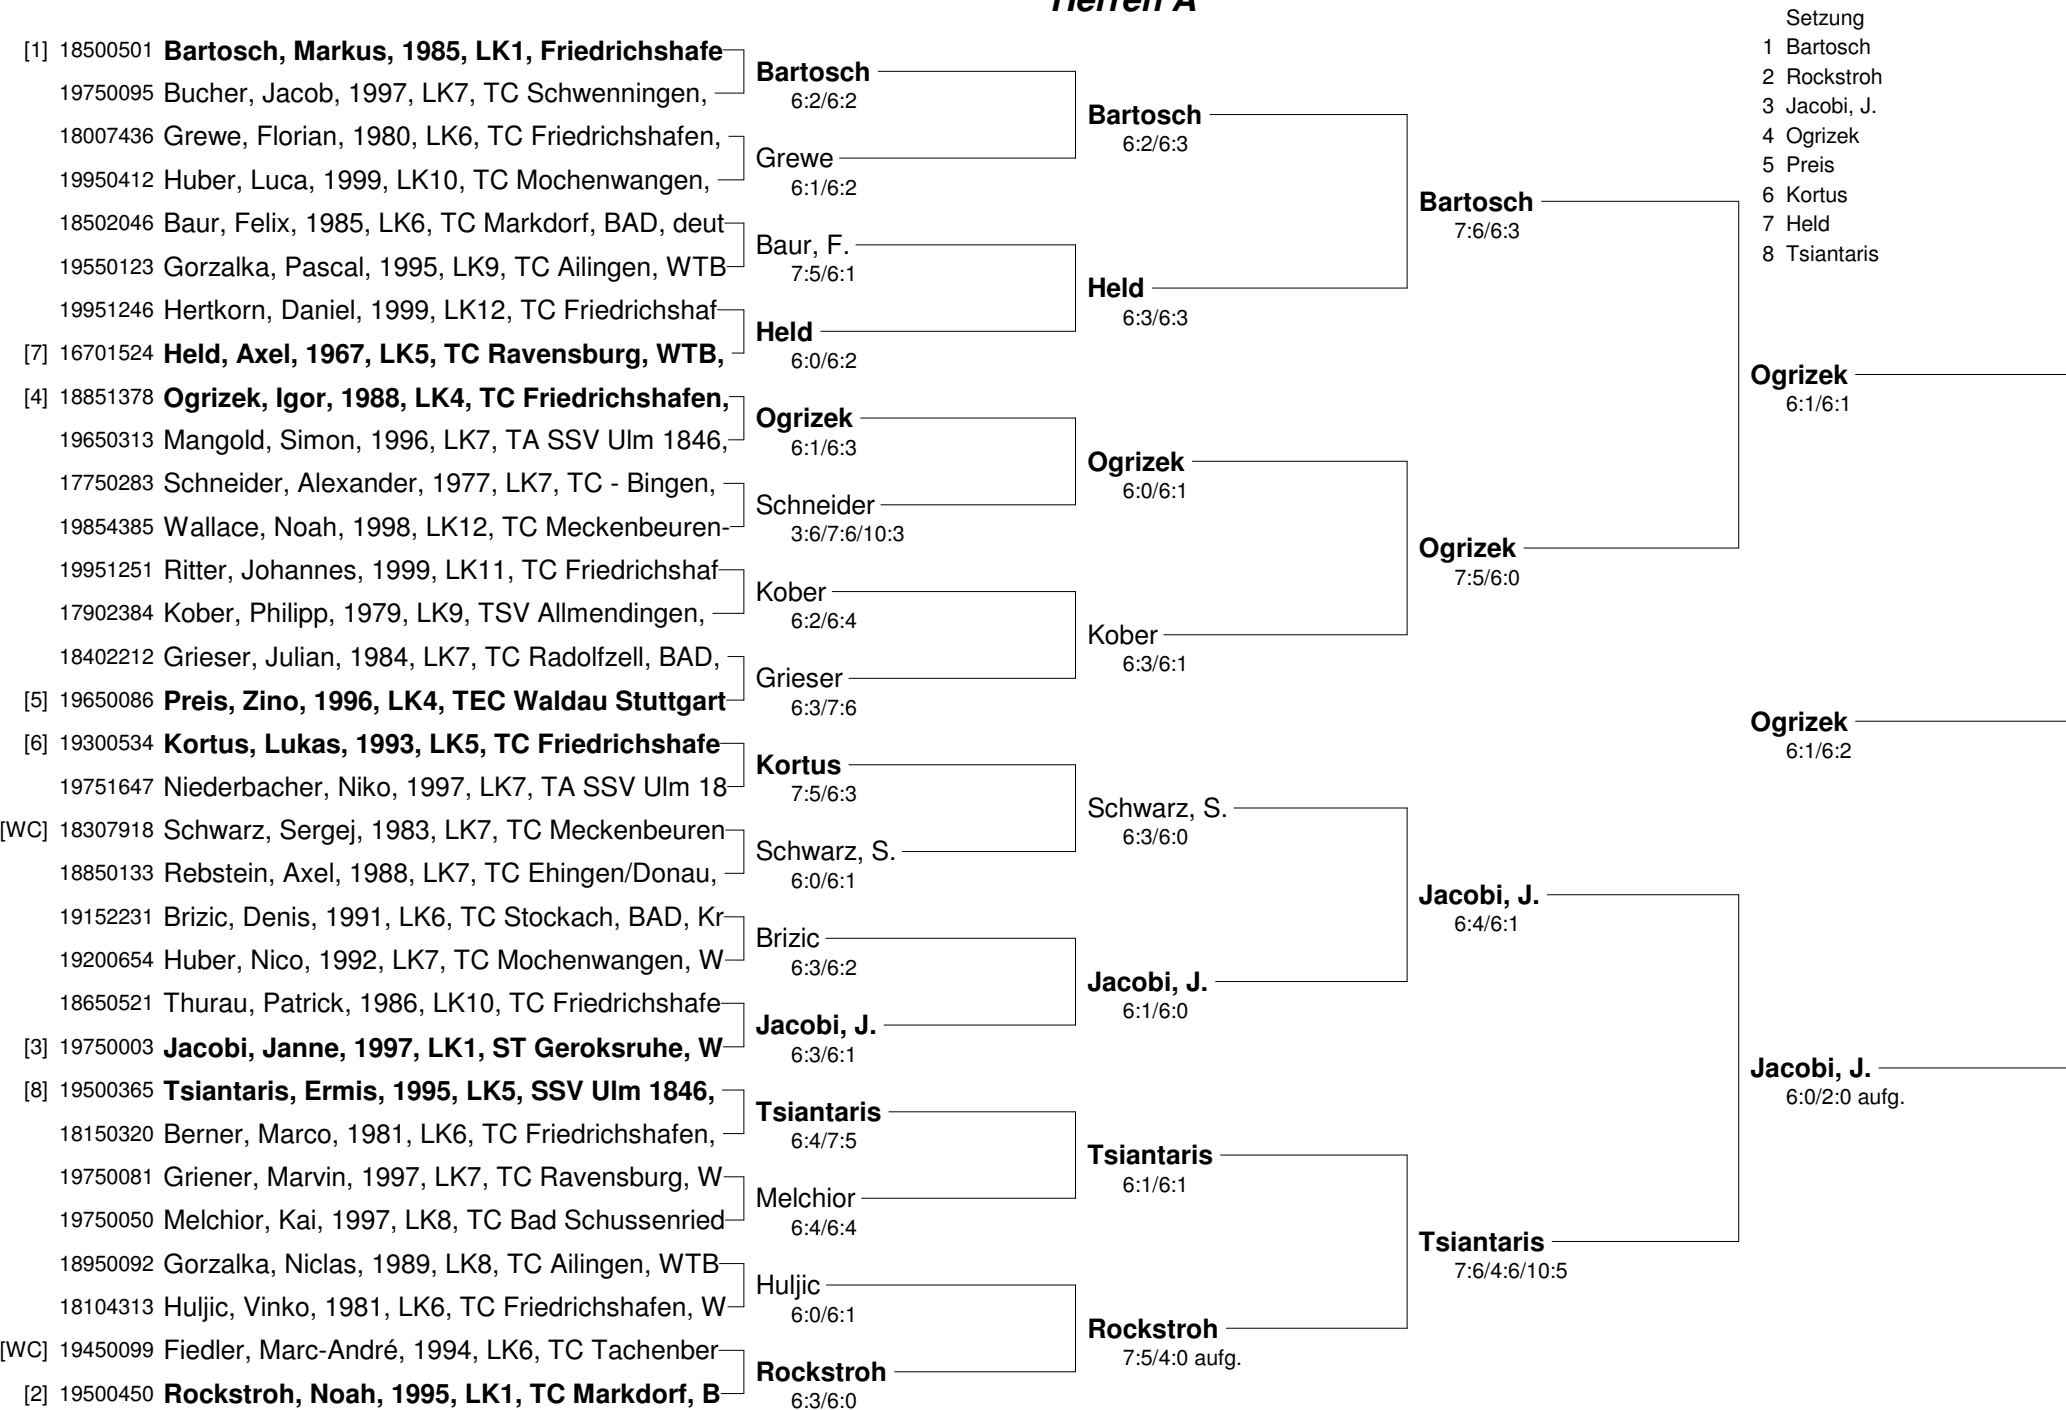 Herren A
Setzung
1 Bartosch
2 Rockstroh
3 Jacobi, J.
4 Ogrizek
5 Preis
6 Kortus
7 Held
8 Tsiantaris
[1] 18500501 Bartosch, Markus, 1985, LK1, Friedrichshafe
19750095 Bucher, Jacob, 1997, LK7, TC Schwenningen,
18007436 Grewe, Florian, 1980, LK6, TC Friedrichshafen,
19950412 Huber, Luca, 1999, LK10, TC Mochenwangen,
18502046 Baur, Felix, 1985, LK6, TC Markdorf, BAD, deut
19550123 Gorzalka, Pascal, 1995, LK9, TC Ailingen, WTB
19951246 Hertkorn, Daniel, 1999, LK12, TC Friedrichshaf
[7] 16701524 Held, Axel, 1967, LK5, TC Ravensburg, WTB,
[4] 18851378 Ogrizek, Igor, 1988, LK4, TC Friedrichshafen,
19650313 Mangold, Simon, 1996, LK7, TA SSV Ulm 1846,
17750283 Schneider, Alexander, 1977, LK7, TC - Bingen,
19854385 Wallace, Noah, 1998, LK12, TC Meckenbeuren-
19951251 Ritter, Johannes, 1999, LK11, TC Friedrichshaf
17902384 Kober, Philipp, 1979, LK9, TSV Allmendingen,
18402212 Grieser, Julian, 1984, LK7, TC Radolfzell, BAD,
[5] 19650086 Preis, Zino, 1996, LK4, TEC Waldau Stuttgart
[6] 19300534 Kortus, Lukas, 1993, LK5, TC Friedrichshafe
19751647 Niederbacher, Niko, 1997, LK7, TA SSV Ulm 18
[WC] 18307918 Schwarz, Sergej, 1983, LK7, TC Meckenbeuren
18850133 Rebstein, Axel, 1988, LK7, TC Ehingen/Donau,
19152231 Brizic, Denis, 1991, LK6, TC Stockach, BAD, Kr
19200654 Huber, Nico, 1992, LK7, TC Mochenwangen, W
18650521 Thurau, Patrick, 1986, LK10, TC Friedrichshafe
[3] 19750003 Jacobi, Janne, 1997, LK1, ST Geroksruhe, W
[8] 19500365 Tsiantaris, Ermis, 1995, LK5, SSV Ulm 1846,
18150320 Berner, Marco, 1981, LK6, TC Friedrichshafen,
19750081 Griener, Marvin, 1997, LK7, TC Ravensburg, W
19750050 Melchior, Kai, 1997, LK8, TC Bad Schussenried
18950092 Gorzalka, Niclas, 1989, LK8, TC Ailingen, WTB
18104313 Huljic, Vinko, 1981, LK6, TC Friedrichshafen, W
[WC] 19450099 Fiedler, Marc-André, 1994, LK6, TC Tachenber
[2] 19500450 Rockstroh, Noah, 1995, LK1, TC Markdorf, B
Bartosch
6:2/6:2
Grewe
6:1/6:2
Baur, F.
7:5/6:1
Held
6:0/6:2
Ogrizek
6:1/6:3
Schneider
3:6/7:6/10:3
Kober
6:2/6:4
Grieser
6:3/7:6
Kortus
7:5/6:3
Schwarz, S.
6:0/6:1
Brizic
6:3/6:2
Jacobi, J.
6:3/6:1
Tsiantaris
6:4/7:5
Melchior
6:4/6:4
Huljic
6:0/6:1
Rockstroh
6:3/6:0
Bartosch
6:2/6:3
Held
6:3/6:3
Ogrizek
6:0/6:1
Kober
6:3/6:1
Schwarz, S.
6:3/6:0
Jacobi, J.
6:1/6:0
Tsiantaris
6:1/6:1
Rockstroh
7:5/4:0 aufg.
Bartosch
7:6/6:3
Ogrizek
7:5/6:0
Jacobi, J.
6:4/6:1
Tsiantaris
7:6/4:6/10:5
Ogrizek
6:1/6:1
Ogrizek
6:1/6:2
Jacobi, J.
6:0/2:0 aufg.